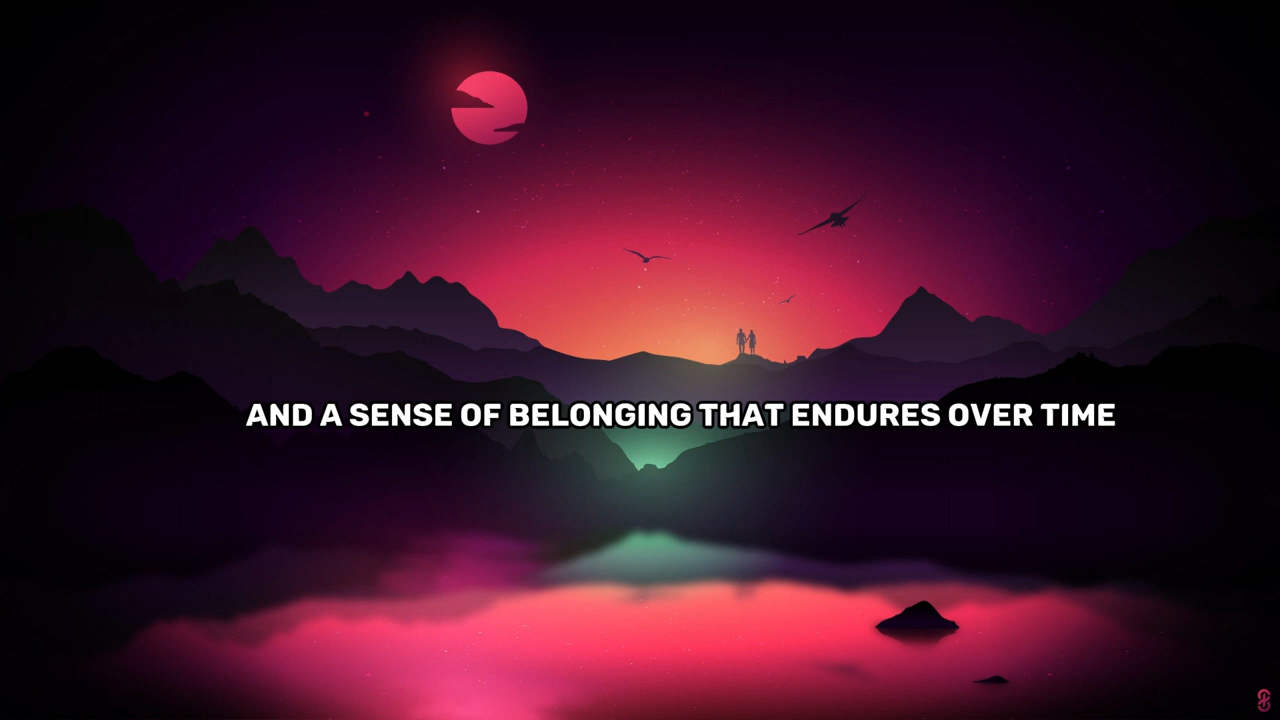 AND A SENSE OF BELONGING THAT ENDURES OVER TIME